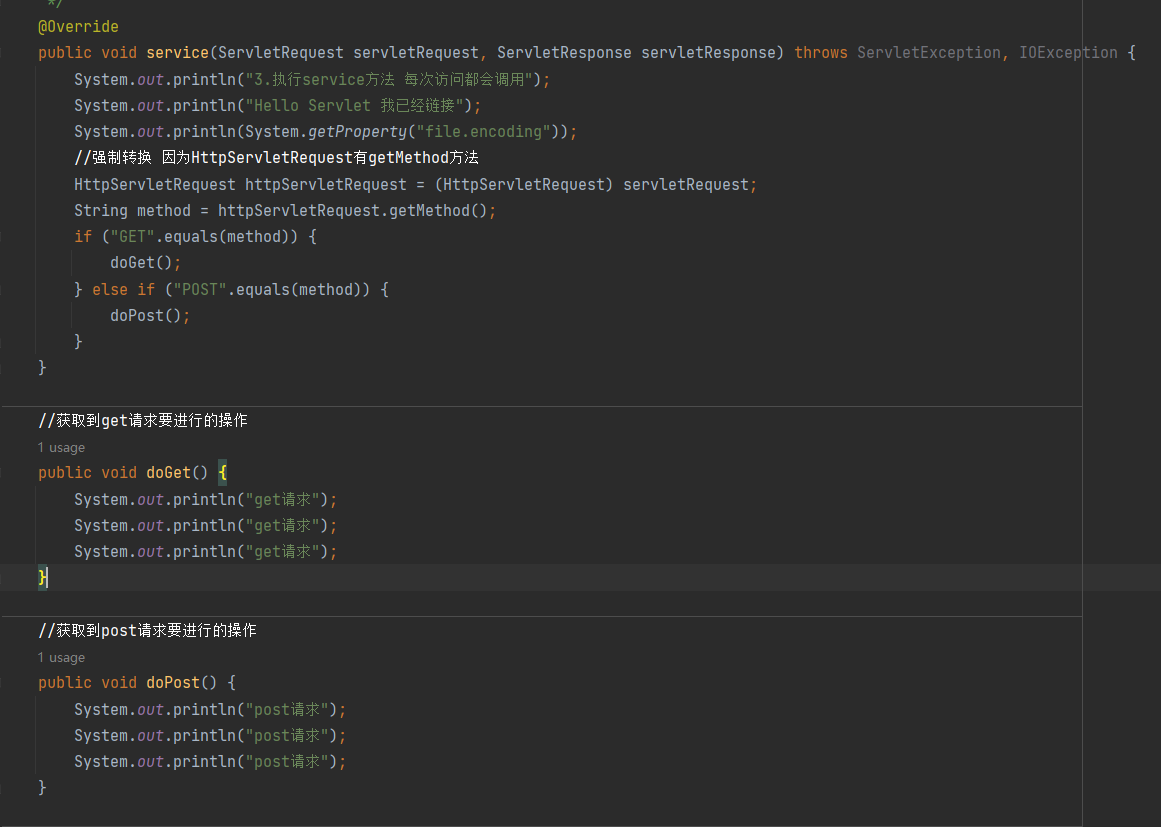 */
@Override
public void service(ServletRequest servletRequest, ServletResponse servletResponse) throws ServletException, IOException {
System.out.println("3.执行service方法 每次访问都会调用");
System.out.println("Hello Servlet 我已经链接");
System.out.println(System.getProperty("file.encoding"));
//强制转换 因为HttpServletRequest有getMethod方法
HttpServletRequest httpServletRequest = (HttpServletRequest) servletRequest;
String method = httpServletRequest.getMethod();
if ("GET".equals(method)) {
doGet();
} else if ("POST".equals(method)) {
doPost();
}
}
//获取到get请求要进行的操作
1 usage
public void doGet() {
System.out.println("get请求");
System.out.println("get请求");
System.out.println("get请求");
}
//获取到post请求要进行的操作
1 usage
public void doPost() {
System.out.println("post请求");
System.out.println("post请求");
System.out.println("post请求");
}